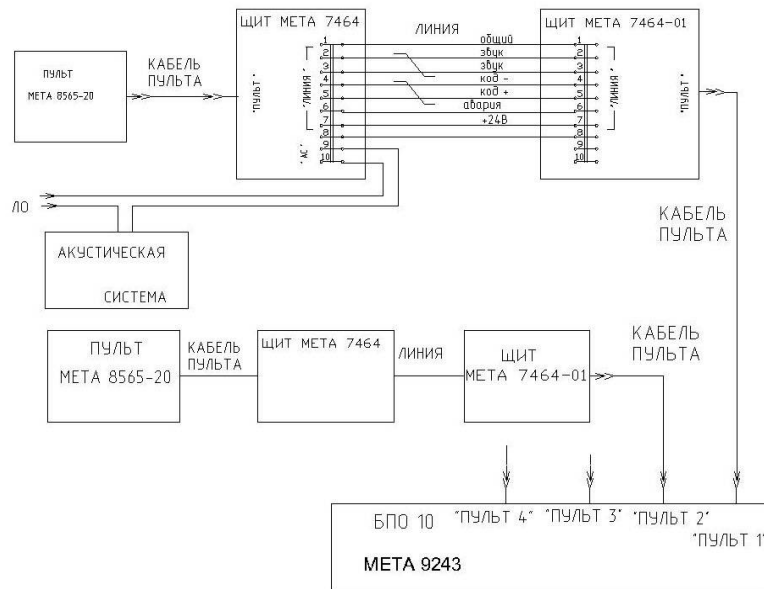 ЩИТ МЕТА 7464
ЛИНИЯ
ЩИТ МЕТА 7464-01
ПУЛЬТ
МЕТА 8565-20
КАБЕЛЬ
ПУЛЬТА
"ПУЛЬТ"
"ЛИНИЯ"
"АС"
1
2
3
4
5
6
7
8
9
10
общий
звук
звук
код -
код +
авария
+24В
1
2
3
4
5
6
7
8
9
10
"ЛИНИЯ"
"ПУЛЬТ"
КАБЕЛЬ
ПУЛЬТА
ЛО
АКУСТИЧЕСКАЯ
СИСТЕМА
ПУЛЬТ
МЕТА 8565-20
КАБЕЛЬ
ПУЛЬТА
ЩИТ МЕТА 7464
ЛИНИЯ
ЩИТ
МЕТА 7464-01
КАБЕЛЬ
ПУЛЬТА
БПО 10
"ПУЛЬТ 4"
"ПУЛЬТ 3"
"ПУЛЬТ 2"
"ПУЛЬТ 1"
МЕТА 9243